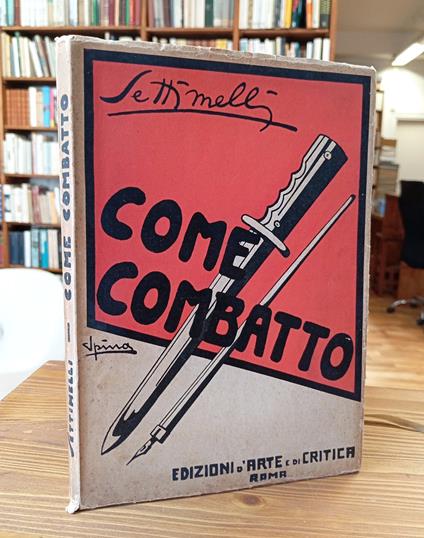 Settimelli
COME
COMBATTO
Spina
EDIZIONI D'ARTE E DI CRITICA
ROMA
SETTIMELLI — COME COMBATTO